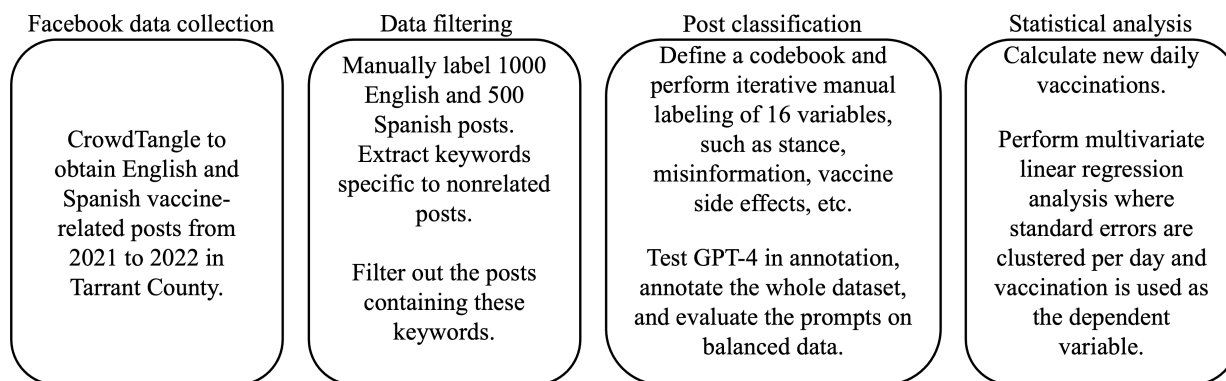 Facebook data collection
CrowdTangle to
obtain English and
Spanish vaccine-
related posts from
2021 to 2022 in
Tarrant County.
Data filtering
Manually label 1000
English and 500
Spanish posts.
Extract keywords
specific to nonrelated
posts.
Filter out the posts
containing these
keywords.
Post classification
Define a codebook and
perform iterative manual
labeling of 16 variables,
such as stance,
misinformation, vaccine
side effects, etc.
Test GPT-4 in annotation,
annotate the whole dataset,
and evaluate the prompts on
balanced data.
Statistical analysis
Calculate new daily
vaccinations.
Perform multivariate
linear regression
analysis where
standard errors are
clustered per day and
vaccination is used as
the dependent
variable.